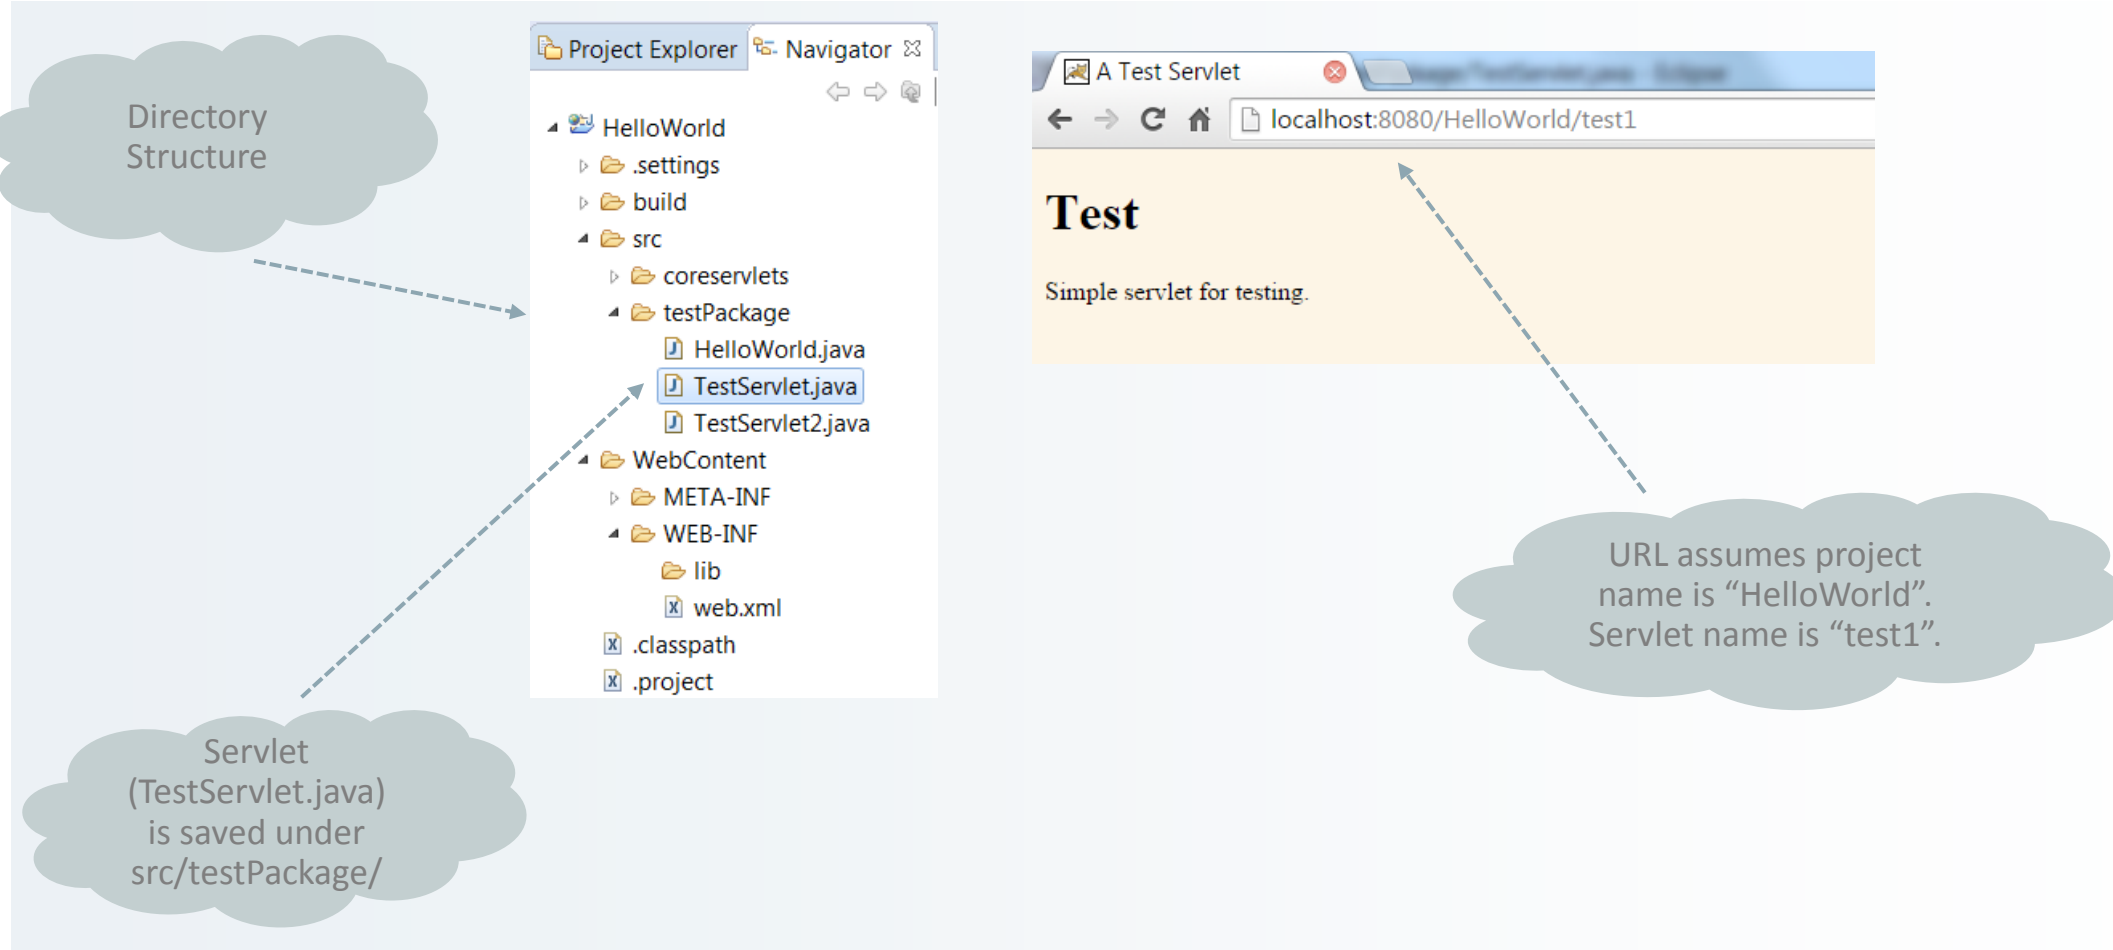 Directory
Structure
Project Explorer
Navigator
HelloWorld
.settings
build
src
coreservlets
testPackage
HelloWorld.java
TestServlet.java
TestServlet2.java
WebContent
META-INF
WEB-INF
lib
web.xml
.classpath
.project
A Test Servlet
localhost:8080/HelloWorld/test1
Test
Simple servlet for testing.
URL assumes project
name is “HelloWorld”.
Servlet name is “test1”.
Servlet
(TestServlet.java)
is saved under
src/testPackage/